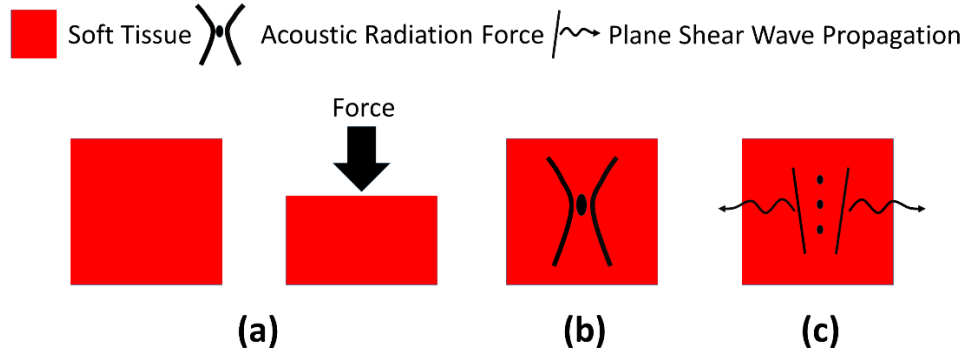 Soft Tissue Acoustic Radiation Force Plane Shear Wave Propagation
Force
(a) (b) (c)